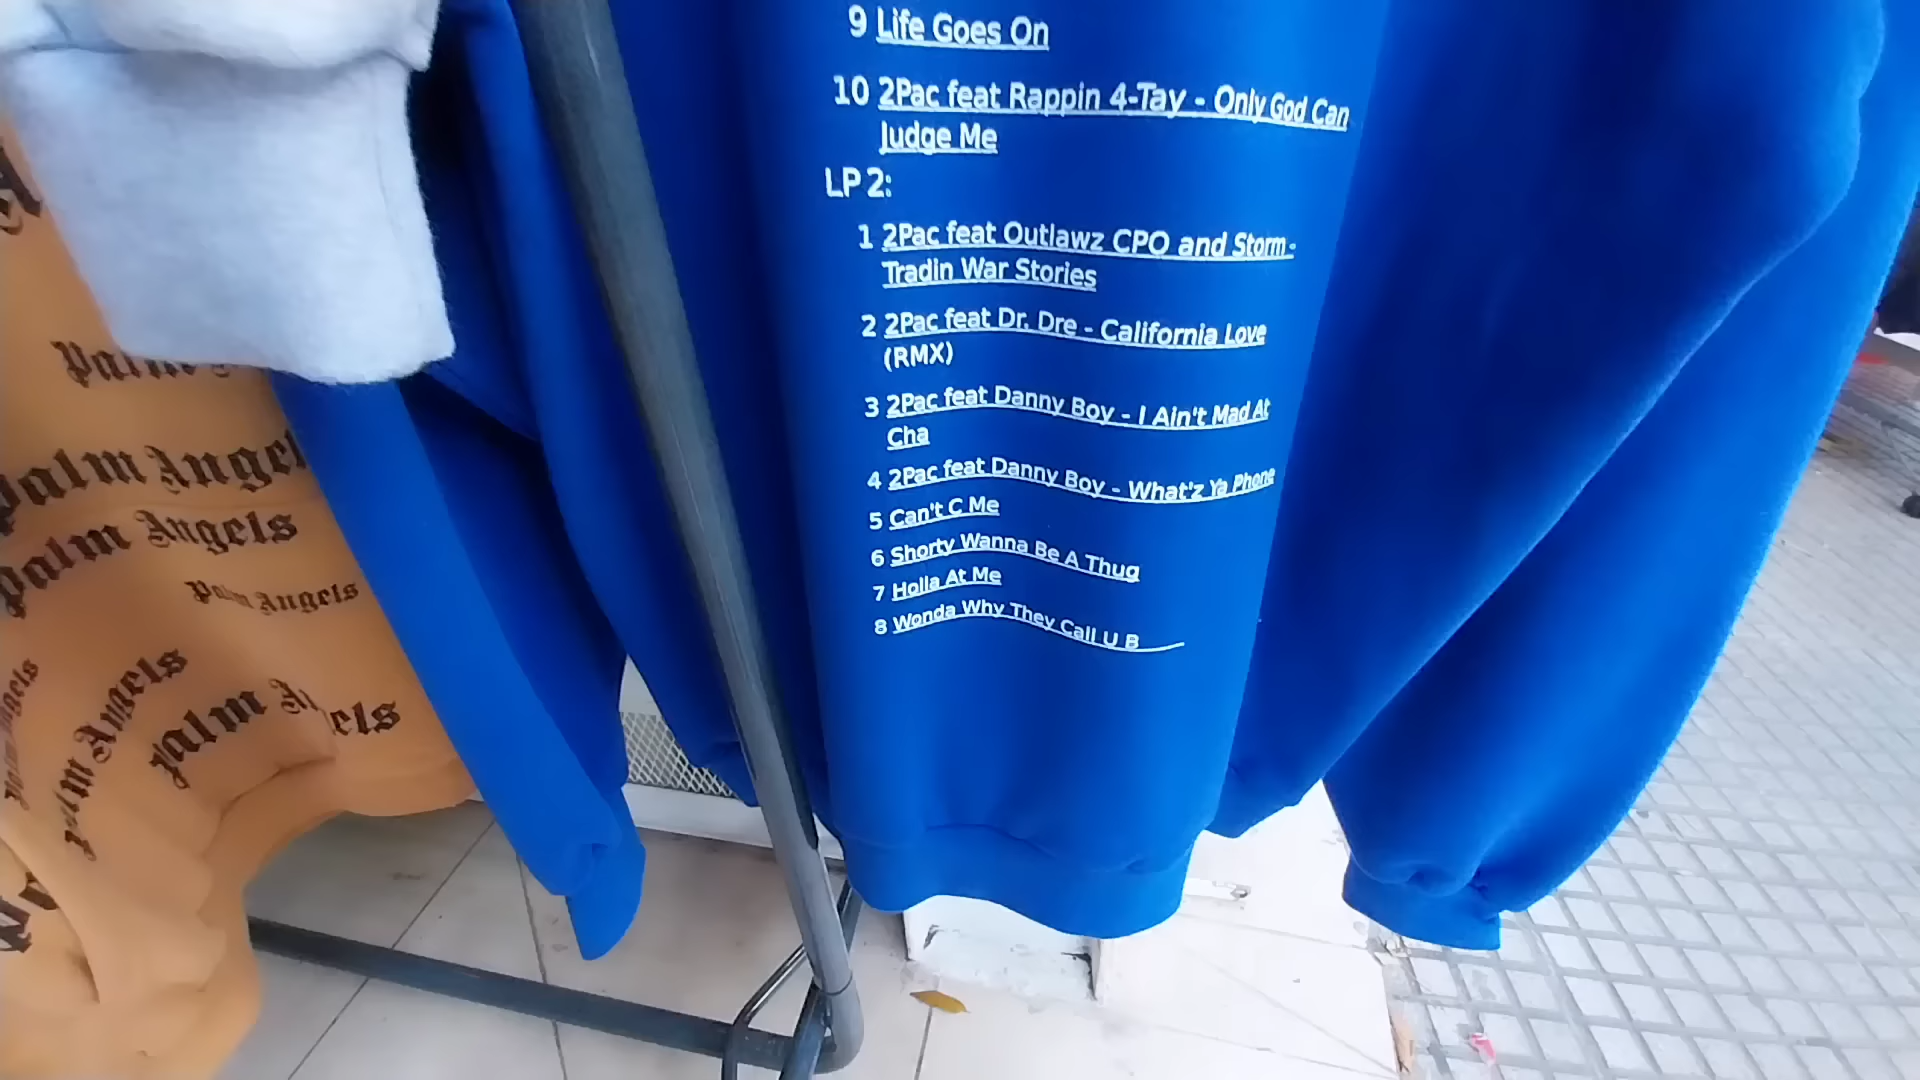 9 Life Goes On
10 2Pac feat Rappin 4-Tay - Only God Can
Judge Me
LP 2:
1 2Pac feat Outlawz CPO and Storm -
Tradin War Stories
2 2Pac feat Dr. Dre - California Love
(RMX)
3 2Pac feat Danny Boy - I Ain't Mad At
Cha
4 2Pac feat Danny Boy - What'z Ya Phone
5 Can't C Me
6 Shorty Wanna Be A Thug
7 Holla At Me
8 Wonda Why They Call U B
Palm Angels
Palm Angels
Palm Angels
Palm Angels
Palm Angels